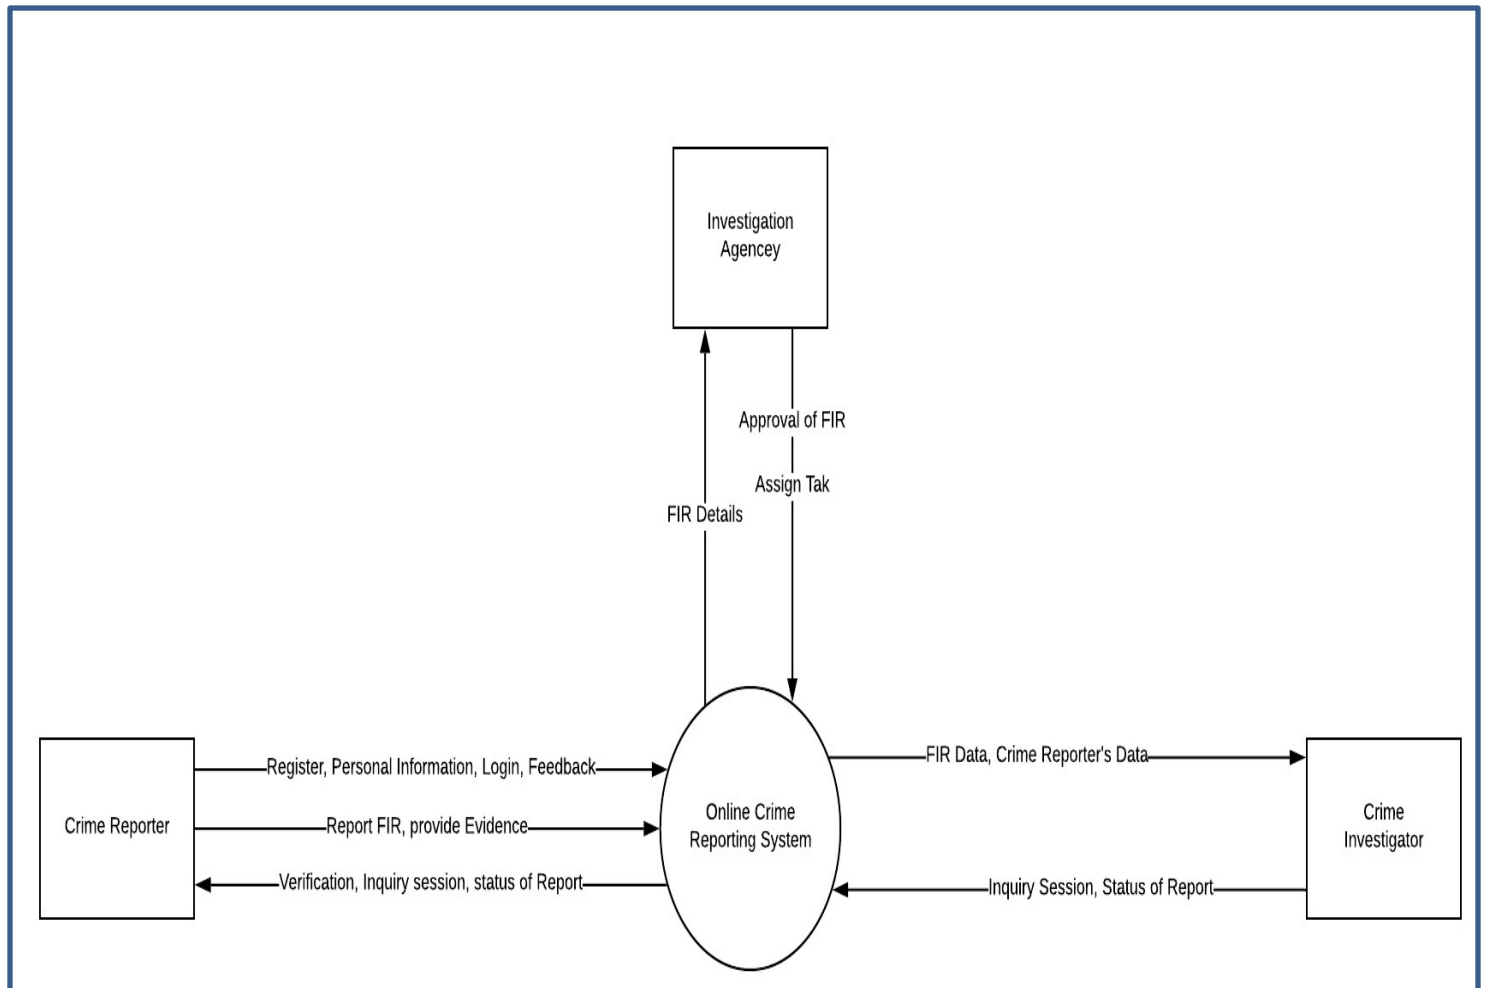 Investigation
Agencey
Approval of FIR
Assign Tak
FIR Details
Register, Personal Information, Login, Feedback
Report FIR, provide Evidence
Verification, Inquiry session, status of Report
Crime Reporter
Online Crime
Reporting System
FIR Data, Crime Reporter's Data
Inquiry Session, Status of Report
Crime
Investigator